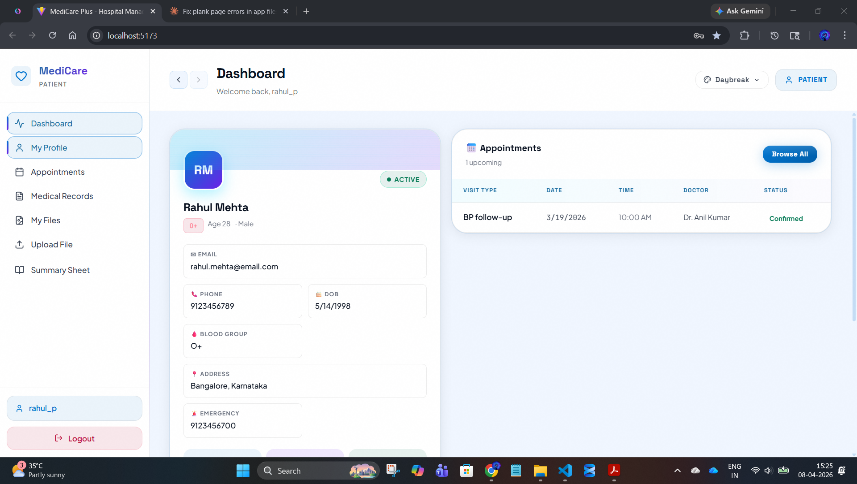 MediCare Plus - Hospital Mana
Fix plank page errors in app file
Ask Gemini
localhost:5173
MediCare
PATIENT
Dashboard
My Profile
Appointments
Medical Records
My Files
Upload File
Summary Sheet
rahul_p
Logout
Dashboard
Welcome back, rahul_p
Daybreak
PATIENT
RM
ACTIVE
Rahul Mehta
O+ Age 28 · Male
EMAIL
rahul.mehta@email.com
PHONE
9123456789
DOB
5/14/1998
BLOOD GROUP
O+
ADDRESS
Bangalore, Karnataka
EMERGENCY
9123456700
Appointments
1 upcoming
Browse All
VISIT TYPE DATE TIME DOCTOR STATUS
BP follow-up 3/19/2026 10:00 AM Dr. Anil Kumar Confirmed
1
35°C
Partly sunny
Search
ENG
IN
15:25
08-04-2026